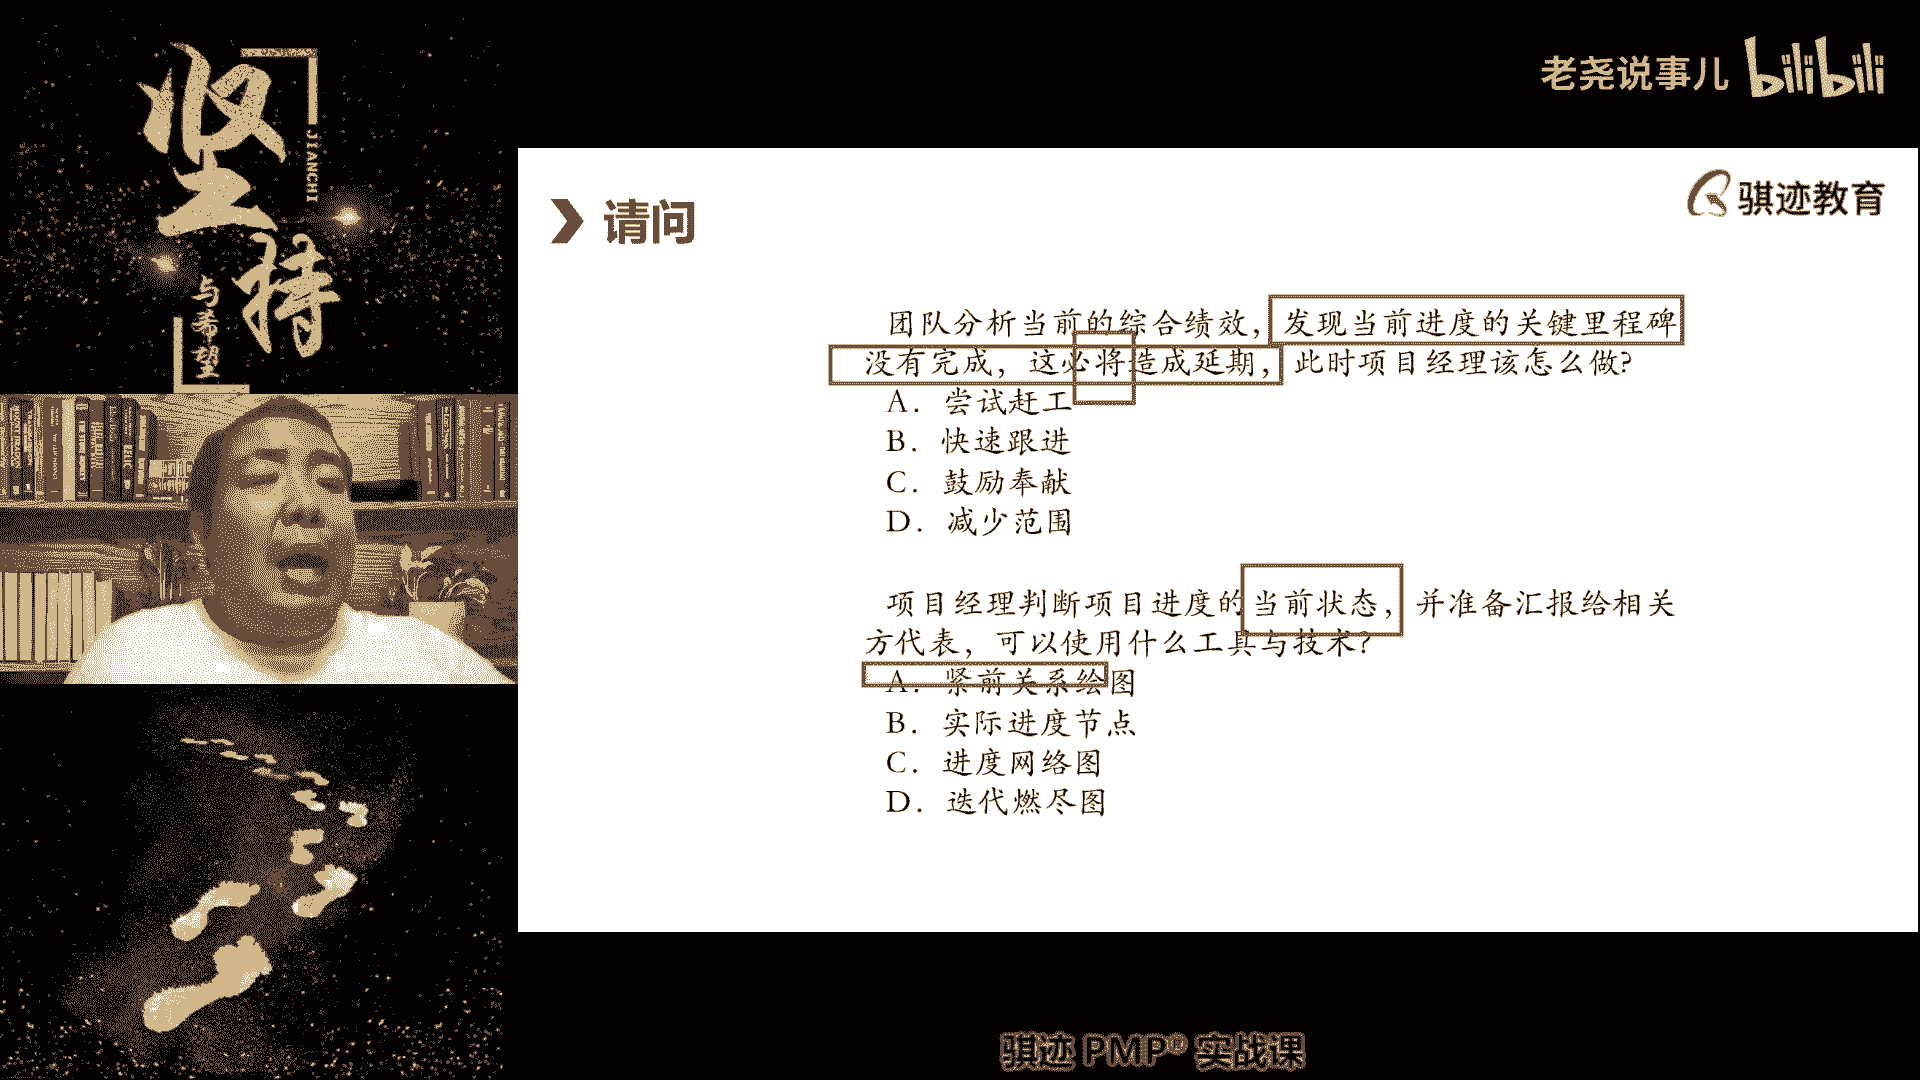 坚持
JIANCHI
与希望
老尧说事儿 bilibili
骐迹教育
请问
团队分析当前的综合绩效，发现当前进度的关键里程碑
没有完成，这必将造成延期，此时项目经理该怎么做？
A. 尝试赶工
B. 快速跟进
C. 鼓励奉献
D. 减少范围
项目经理判断项目进度的当前状态，并准备汇报给相关
方代表，可以使用什么工具与技术？
A. 紧前关系绘图
B. 实际进度节点
C. 进度网络图
D. 迭代燃尽图
骐迹 PMP® 实战课